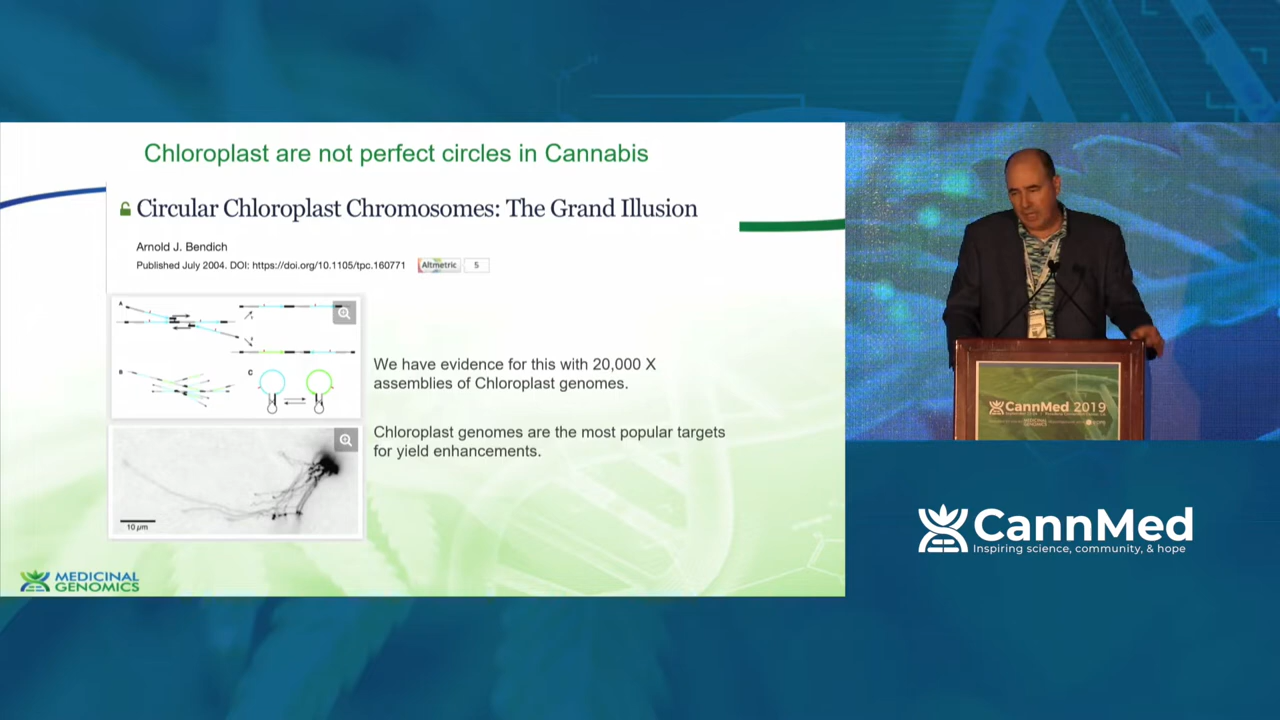 Chloroplast are not perfect circles in Cannabis
Circular Chloroplast Chromosomes: The Grand Illusion
Arnold J. Bendich
Published July 2004. DOI: https://doi.org/10.1105/tpc.160771
Altmetric 5
A
B
C
We have evidence for this with 20,000 X
assemblies of Chloroplast genomes.
Chloroplast genomes are the most popular targets
for yield enhancements.
10 µm
MEDICINAL
GENOMICS
CannMed 2019
CannMed
Inspiring science, community, & hope